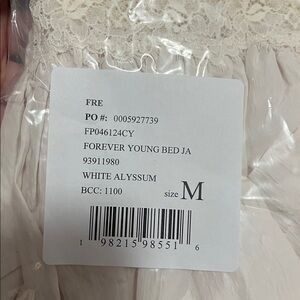 FRE
PO #: 0005927739
FP046124CY
FOREVER YOUNG BED JA
93911980
WHITE ALYSSUM
BCC: 1100 size M
1 98215 98551 6